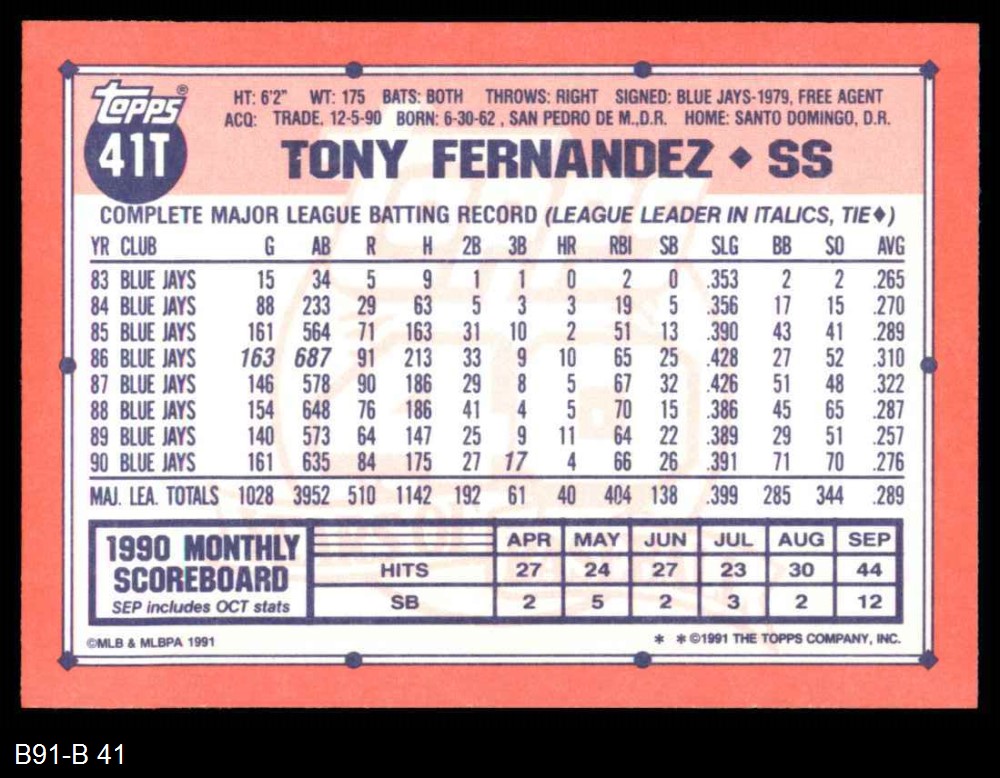 topps®
41T
HT: 6'2" WT: 175 BATS: BOTH THROWS: RIGHT SIGNED: BLUE JAYS-1979, FREE AGENT
ACQ: TRADE, 12-5-90 BORN: 6-30-62 , SAN PEDRO DE M.,D.R. HOME: SANTO DOMINGO, D.R.
TONY FERNANDEZ ◆ SS
COMPLETE MAJOR LEAGUE BATTING RECORD (LEAGUE LEADER IN ITALICS, TIE◆)
YR CLUB G AB R H 2B 3B HR RBI SB SLG BB SO AVG
83 BLUE JAYS 15 34 5 9 1 1 0 2 0 .353 2 2 .265
84 BLUE JAYS 88 233 29 63 5 3 3 19 5 .356 17 15 .270
85 BLUE JAYS 161 564 71 163 31 10 2 51 13 .390 43 41 .289
86 BLUE JAYS 163 687 91 213 33 9 10 65 25 .428 27 52 .310
87 BLUE JAYS 146 578 90 186 29 8 5 67 32 .426 51 48 .322
88 BLUE JAYS 154 648 76 186 41 4 5 70 15 .386 45 65 .287
89 BLUE JAYS 140 573 64 147 25 9 11 64 22 .389 29 51 .257
90 BLUE JAYS 161 635 84 175 27 17 4 66 26 .391 71 70 .276
MAJ. LEA. TOTALS 1028 3952 510 1142 192 61 40 404 138 .399 285 344 .289
1990 MONTHLY
SCOREBOARD
SEP includes OCT stats
APR MAY JUN JUL AUG SEP
HITS 27 24 27 23 30 44
SB 2 5 2 3 2 12
©MLB & MLBPA 1991
* *©1991 THE TOPPS COMPANY, INC.
B91-B 41